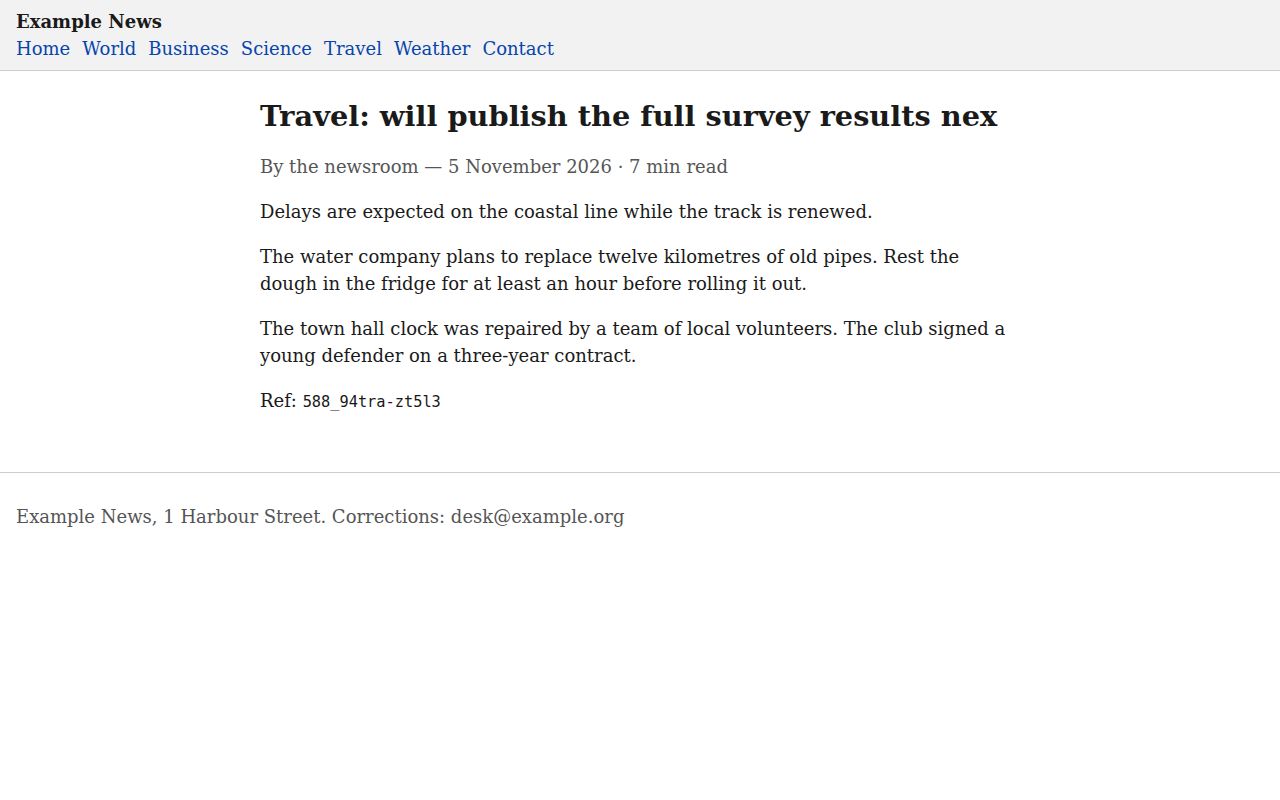 Example News
Home World Business Science Travel Weather Contact
Travel: will publish the full survey results nex
By the newsroom — 5 November 2026 · 7 min read
Delays are expected on the coastal line while the track is renewed.
The water company plans to replace twelve kilometres of old pipes. Rest the
dough in the fridge for at least an hour before rolling it out.
The town hall clock was repaired by a team of local volunteers. The club signed a
young defender on a three-year contract.
Ref: 588_94tra-zt5l3
Example News, 1 Harbour Street. Corrections: desk@example.org